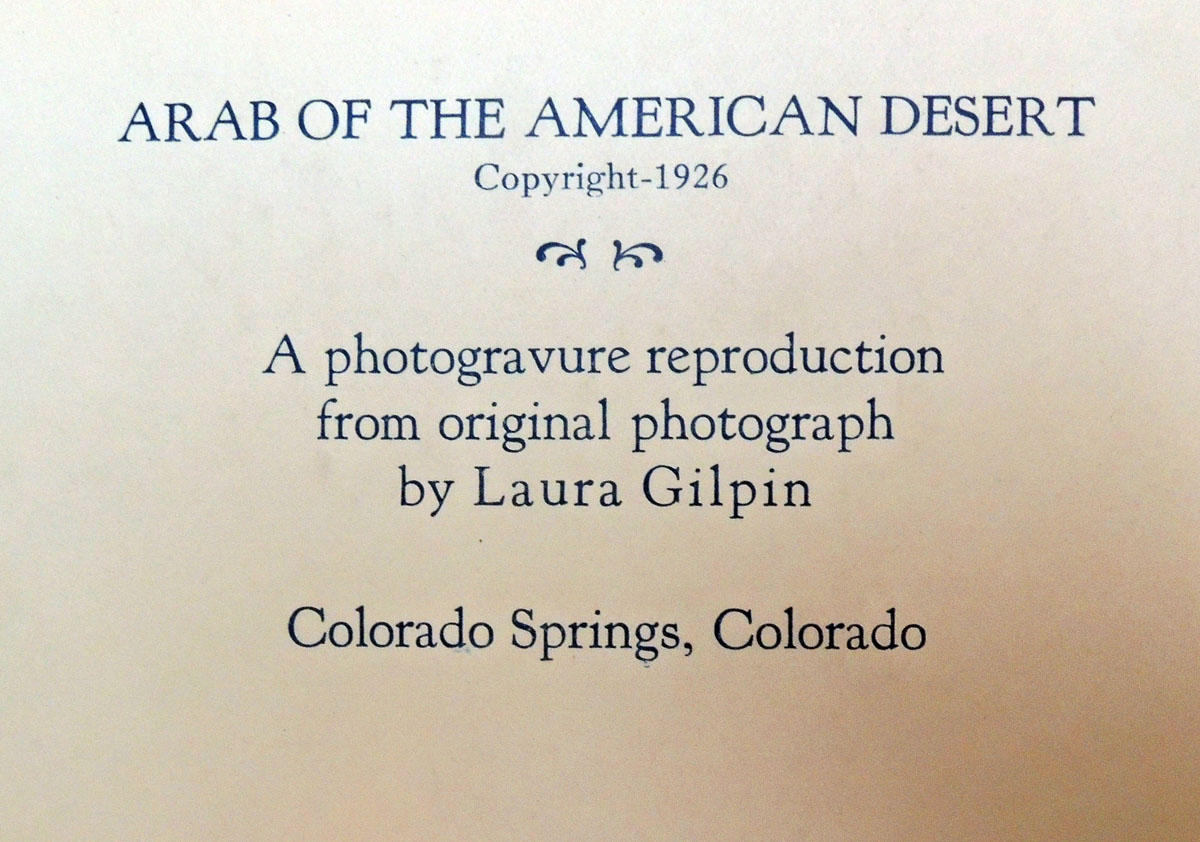 ARAB OF THE AMERICAN DESERT
Copyright-1926
A photogravure reproduction
from original photograph
by Laura Gilpin
Colorado Springs, Colorado